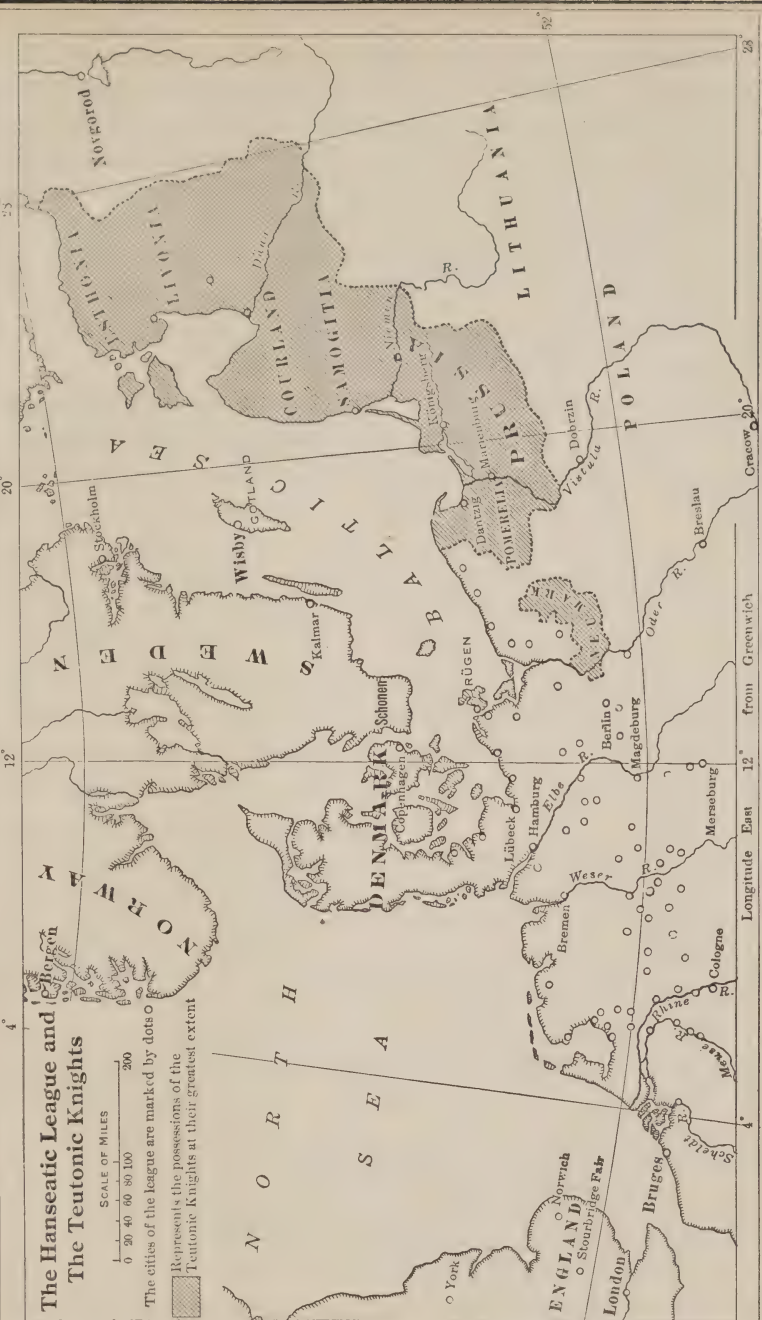 The Hanseatic League and
The Teutonic Knights
SCALE OF MILES
0 20 40 60 80 100 200
The cities of the league are marked by dots
Represents the possessions of the
Teutonic Knights at their greatest extent
4°
12°
20°
28°
52°
4°
12°
20°
28°
Longitude East from Greenwich
NORTH
SEA
BALTIC
SEA
NORWAY
Bergen
SWEDEN
Stockholm
Kalmar
Wisby
GOTLAND
Schonen
DENMARK
Copenhagen
RÜGEN
Novgorod
ESTHONIA
LIVONIA
COURLAND
SAMOGITIA
Niemen
R.
LITHUANIA
PRUSSIA
Königsberg
Marienburg
Dantzig
POMERELIA
Dobrzin
Vistula R.
POLAND
NEUMARK
Oder R.
Breslau
Cracow
Berlin
Magdeburg
Merseburg
Lübeck
Hamburg
Elbe R.
Bremen
Weser R.
Cologne
Rhine R.
Meuse R.
Scheldt R.
Bruges
ENGLAND
York
Norwich
Stourbridge Fair
London